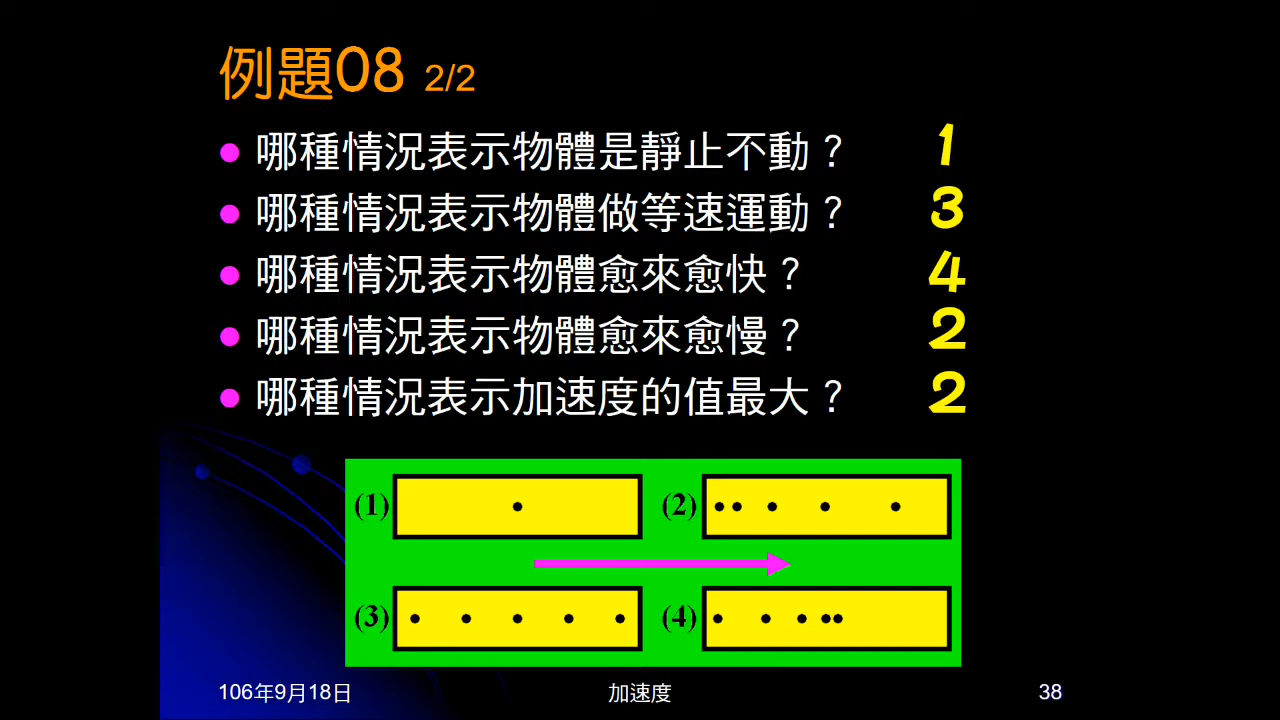 例題08 2/2
哪種情況表示物體是靜止不動？ 1
哪種情況表示物體做等速運動？ 3
哪種情況表示物體愈來愈快？ 4
哪種情況表示物體愈來愈慢？ 2
哪種情況表示加速度的值最大？ 2
(1) (2)
(3) (4)
106年9月18日 加速度 38